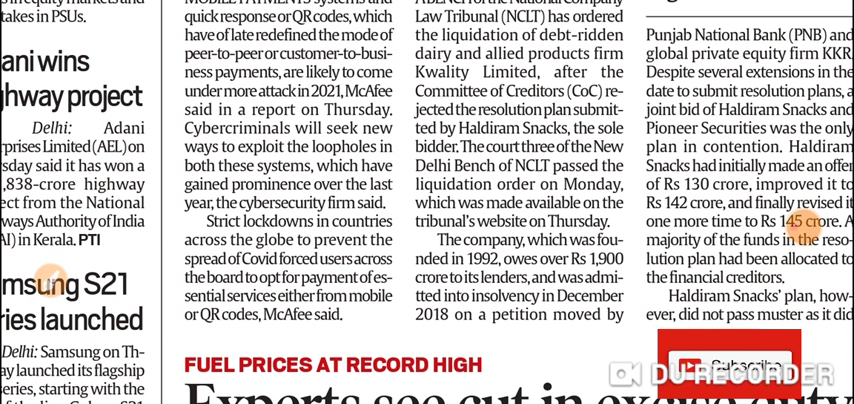 takes in PSUs.
ani wins
ghway project
Delhi: Adani
prises Limited (AEL) on
sday said it has won a
,838-crore highway
ect from the National
ways Authority of India
AI) in Kerala. PTI
msung S21
ries launched
Delhi: Samsung on Th-
ay launched its flagship
series, starting with the
quick response or QR codes, which
have of late redefined the mode of
peer-to-peer or customer-to-busi-
ness payments, are likely to come
under more attack in 2021, McAfee
said in a report on Thursday.
Cybercriminals will seek new
ways to exploit the loopholes in
both these systems, which have
gained prominence over the last
year, the cybersecurity firm said.
Strict lockdowns in countries
across the globe to prevent the
spread of Covid forced users across
the board to opt for payment of es-
sential services either from mobile
or QR codes, McAfee said.
Law Tribunal (NCLT) has ordered
the liquidation of debt-ridden
dairy and allied products firm
Kwality Limited, after the
Committee of Creditors (CoC) re-
jected the resolution plan submit-
ted by Haldiram Snacks, the sole
bidder. The court three of the New
Delhi Bench of NCLT passed the
liquidation order on Monday,
which was made available on the
tribunal's website on Thursday.
The company, which was fou-
nded in 1992, owes over Rs 1,900
crore to its lenders, and was admi-
tted into insolvency in December
2018 on a petition moved by
Punjab National Bank (PNB) and
global private equity firm KKR.
Despite several extensions in the
date to submit resolution plans, a
joint bid of Haldiram Snacks and
Pioneer Securities was the only
plan in contention. Haldiram
Snacks had initially made an offer
of Rs 130 crore, improved it to
Rs 142 crore, and finally revised it
one more time to Rs 145 crore. A
majority of the funds in the reso-
lution plan had been allocated to
the financial creditors.
Haldiram Snacks' plan, how-
ever, did not pass muster as it did
FUEL PRICES AT RECORD HIGH
Experts see cut in excise duty
Subscribe
DU RECORDER